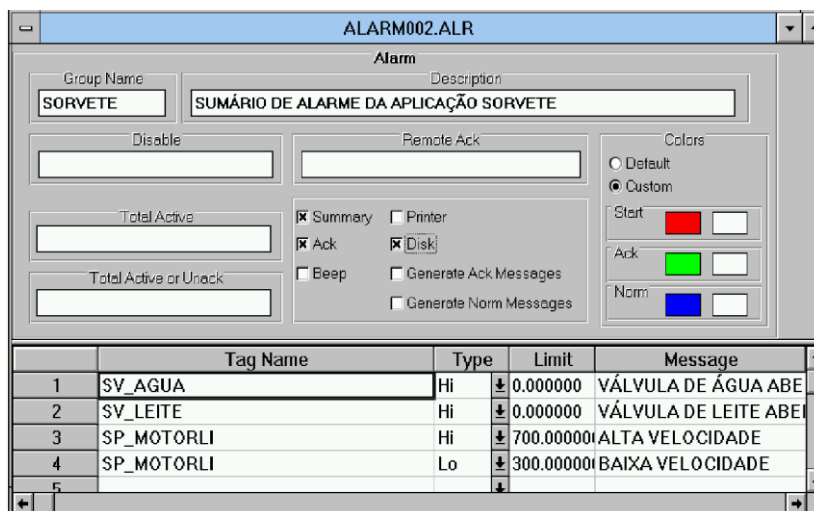 ALARM002.ALR
Alarm
Group Name
Description
SORVETE
SUMÁRIO DE ALARME DA APLICAÇÃO SORVETE
Disable
Remote Ack
Colors
Default
Custom
Total Active
Summary
Printer
Start
Ack
Disk
Ack
Total Active or Unack
Beep
Generate Ack Messages
Norm
Generate Norm Messages
Tag Name Type Limit Message
1 SV_AGUA Hi 0.000000 VÁLVULA DE ÁGUA ABE
2 SV_LEITE Hi 0.000000 VÁLVULA DE LEITE ABE
3 SP_MOTORLI Hi 700.00000 ALTA VELOCIDADE
4 SP_MOTORLI Lo 300.00000 BAIXA VELOCIDADE
5